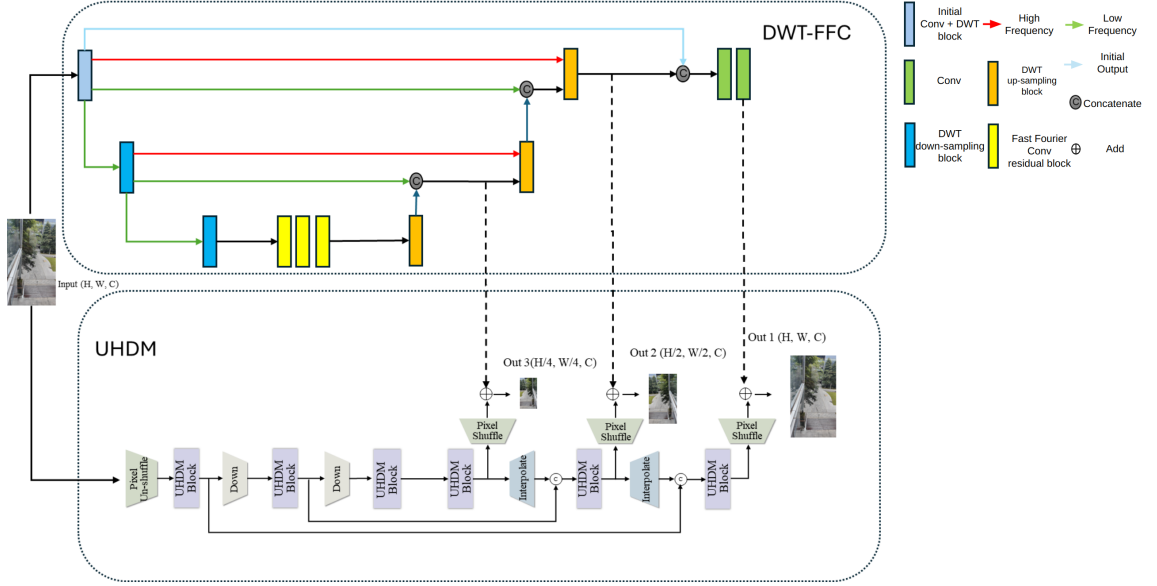 DWT-FFC
Initial
Conv + DWT
block
High
Frequency
Low
Frequency
Conv
DWT
up-sampling
block
Initial
Output
C
Concatenate
DWT
down-sampling
block
Fast Fourier
Conv
residual block
Add
C
C
C
Input (H, W, C)
UHDM
Out 3(H/4, W/4, C)
Out 2 (H/2, W/2, C)
Out 1 (H, W, C)
Pixel
Shuffle
Pixel
Shuffle
Pixel
Shuffle
Pixel
Un-shuffle
UHDM
Block
Down
UHDM
Block
Down
UHDM
Block
UHDM
Block
Interpolate
c
UHDM
Block
Interpolate
c
UHDM
Block